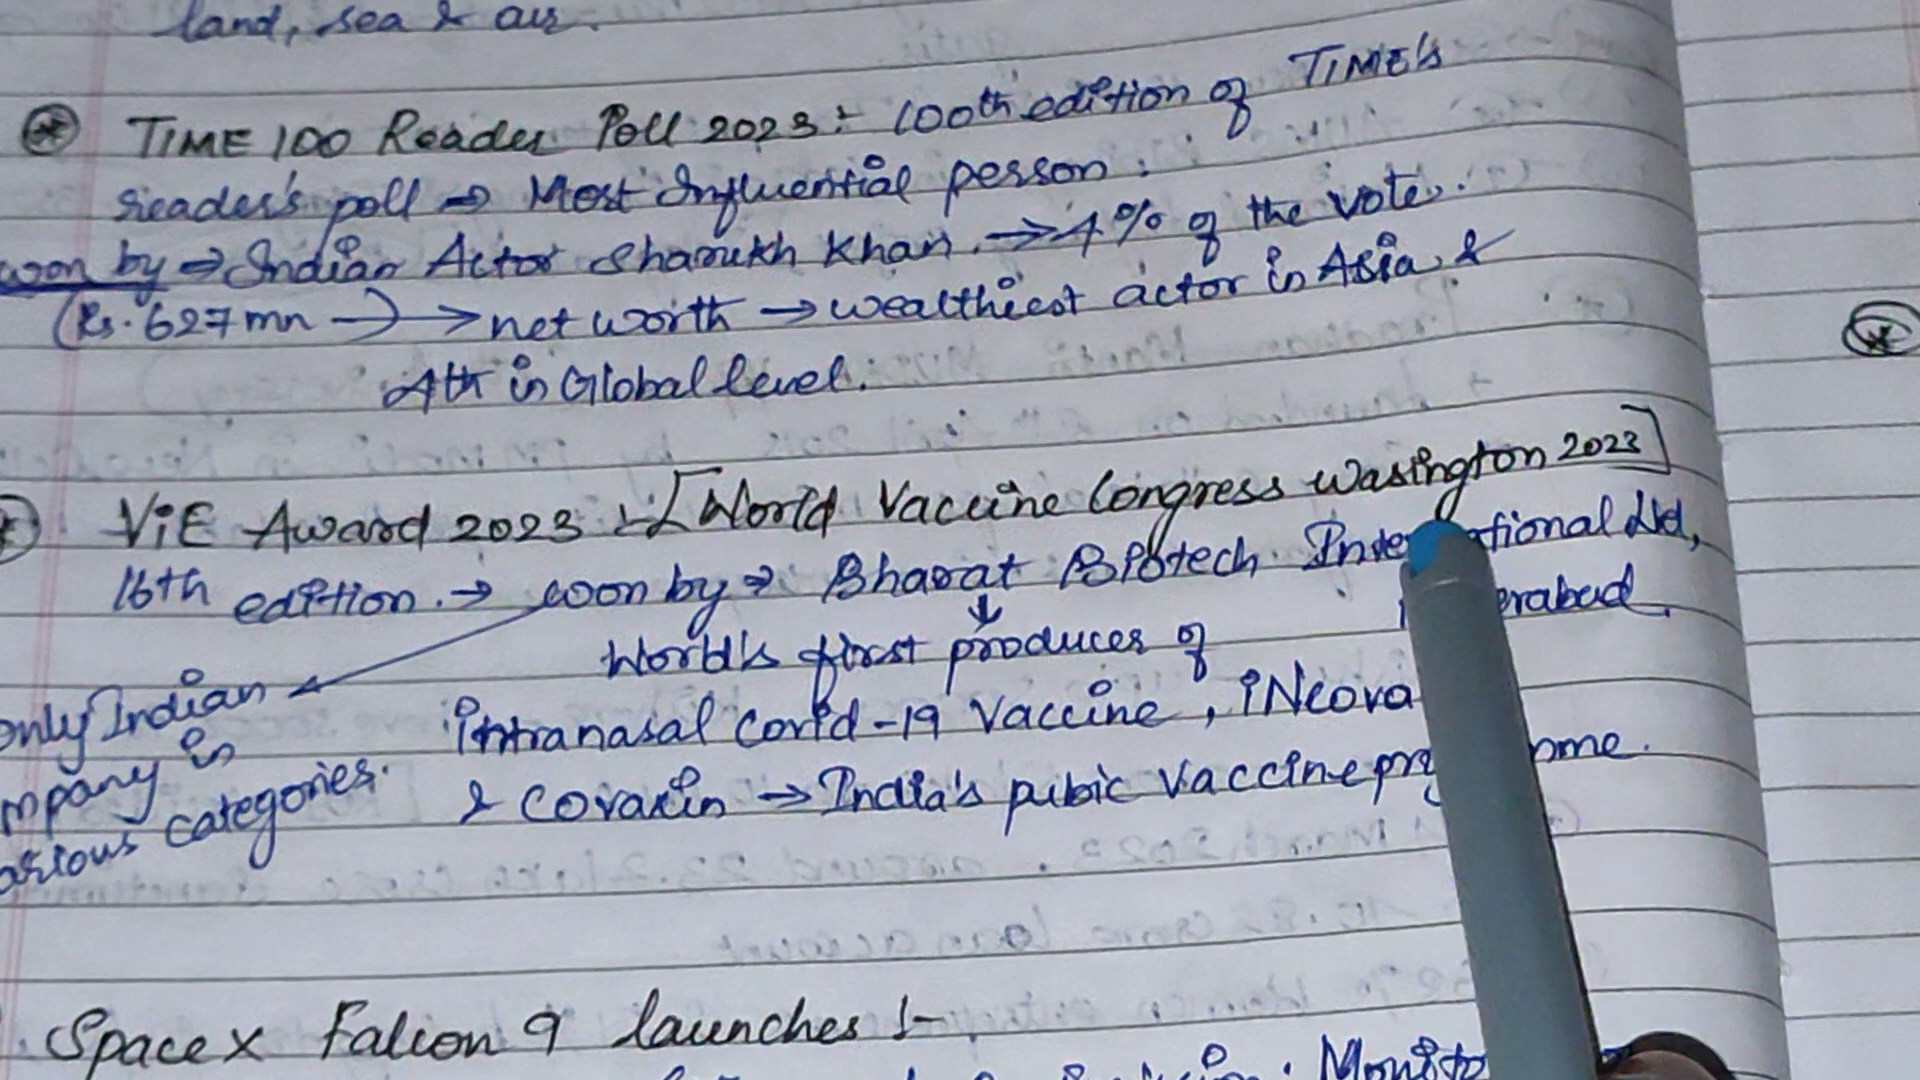 land, sea & air.
TIME 100 Reader Poll 2023:- 100th edition of TIME's
reader's poll ⇒ Most Influential person.
won by ⇒ Indian Actor Sharukh Khan. → 4% of the vote.
(Rs. 627 mn → → net worth → wealthiest actor in Asia, &
4th in Global level.
ViE Award 2023 :- [World Vaccine Congress Wasington 2023]
16th edition. → won by ⇒ Bharat Biotech International Ltd,
World's first producer of
only Indian
intranasal Covid-19 Vaccine, iNcova
in
categories.
& Covaxin → India's pubic Vaccine
Space x Falcon 9 launches :-